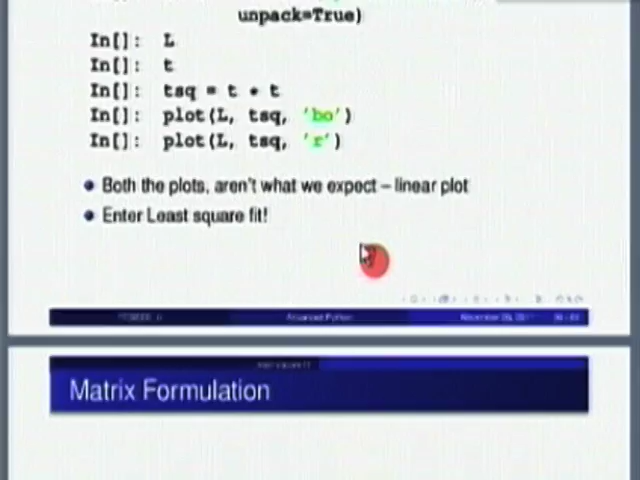 unpack=True)
In[]: L
In[]: t
In[]: tsq = t * t
In[]: plot(L, tsq, 'bo')
In[]: plot(L, tsq, 'r')
Both the plots, aren't what we expect – linear plot
Enter Least square fit!
Advanced Python
Matrix Formulation